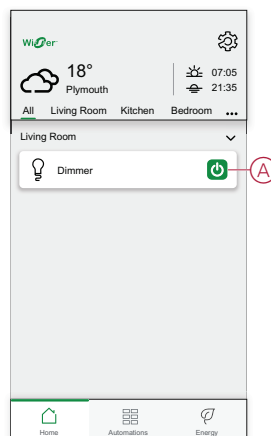 Wiser
18° 07:05
Plymouth 21:35
All Living Room Kitchen Bedroom ...
Living Room
Dimmer A
Home Automations Energy